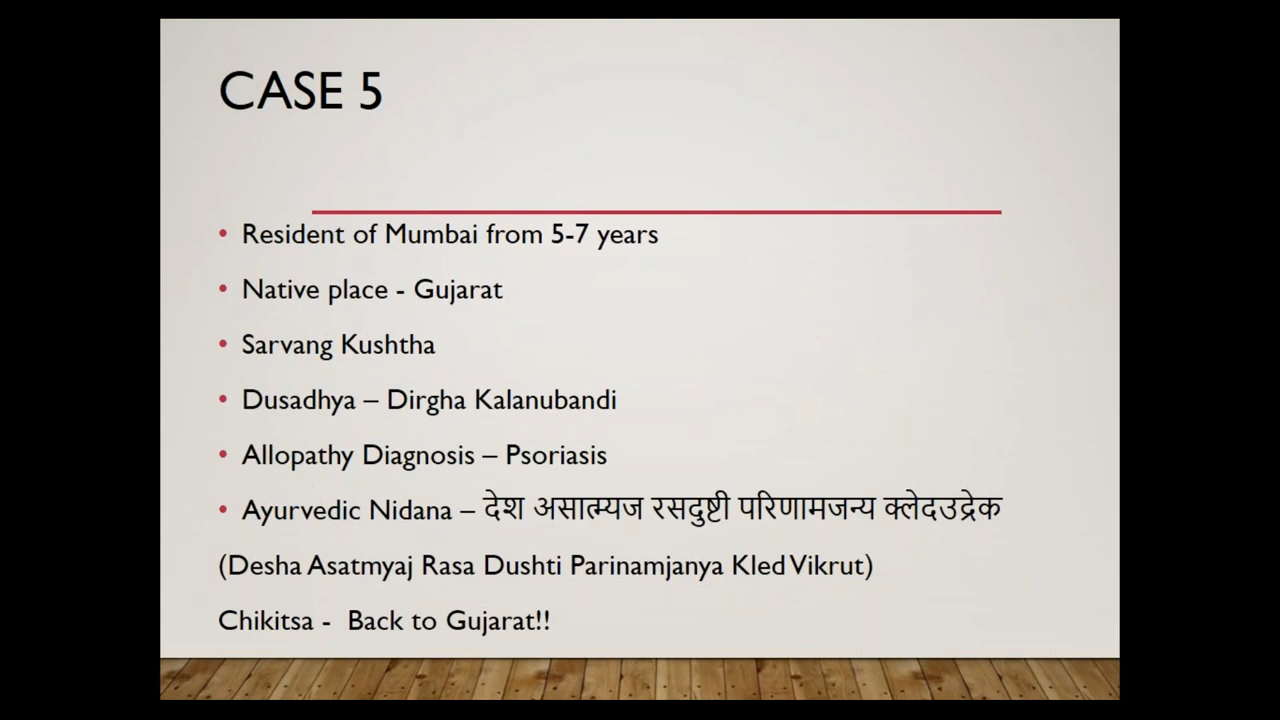 CASE 5
• Resident of Mumbai from 5-7 years
• Native place - Gujarat
• Sarvang Kushtha
• Dusadhya – Dirgha Kalanubandi
• Allopathy Diagnosis – Psoriasis
• Ayurvedic Nidana – देश असात्म्यज रसदुष्टी परिणामजन्य क्लेदउद्रेक
(Desha Asatmyaj Rasa Dushti Parinamjanya Kled Vikrut)
Chikitsa - Back to Gujarat!!